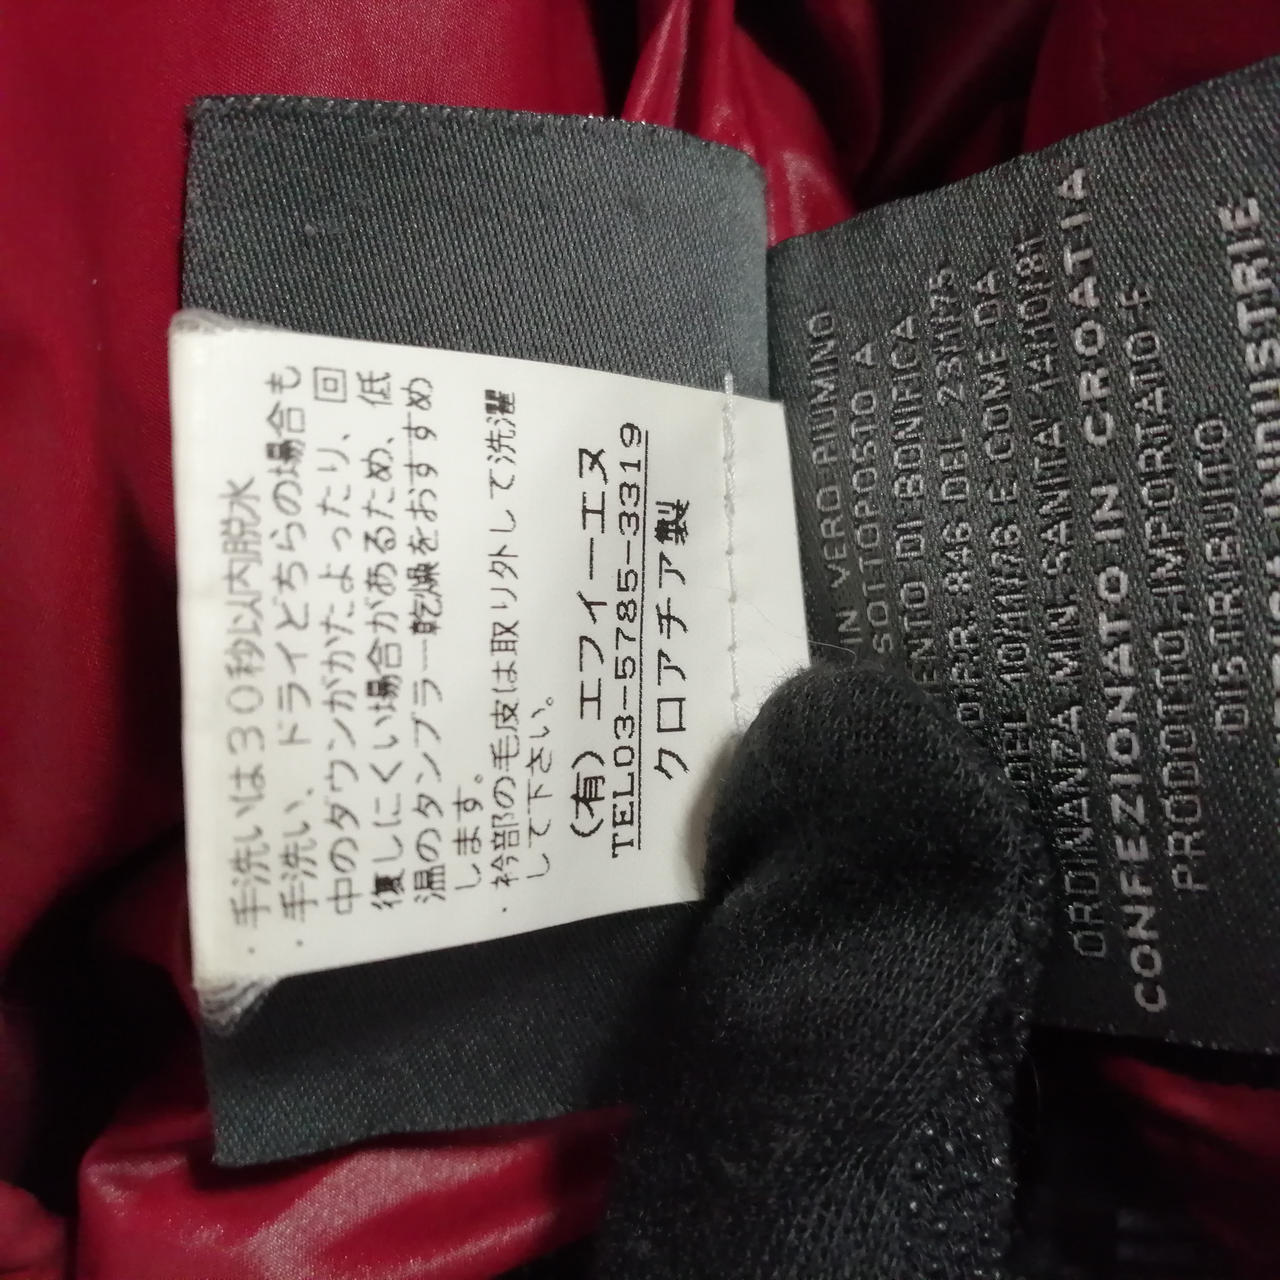 ・手洗いは30秒以内脱水
・手洗い、ドライどちらの場合も
中のダウンがかたよったり、回
復しにくい場合があるため、低
温のタンブラー乾燥をおすすめ
します。
・衿部の毛皮は取り外して洗濯
して下さい。
(有)エフィーエヌ
TEL03-5785-3319
クロアチア製
IN VERO PIUMINO
SOTTOPOSTO A
DI BONIFICA
846 DEL 23/11/75
DEL 10/11/76 E COME DA
ORDINANZA MIN. SANITA' 14/10/81
CONFEZIONATO IN CROATIA
PRODOTTO, IMPORTATO E
DISTRIBUITO
INDUSTRIE